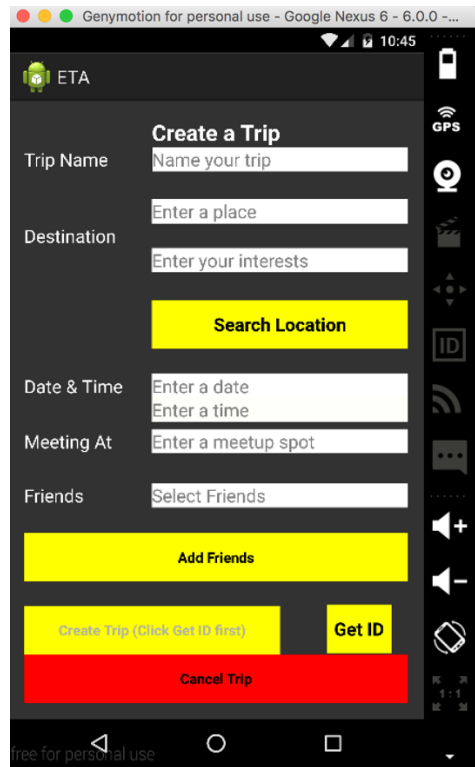 Genymotion for personal use - Google Nexus 6 - 6.0.0 -...
10:45
ETA
GPS
Create a Trip
Trip Name
Name your trip
Enter a place
Destination
Enter your interests
Search Location
ID
Date & Time
Enter a date
Enter a time
Meeting At
Enter a meetup spot
Friends
Select Friends
Add Friends
Create Trip (Click Get ID first)
Get ID
Cancel Trip
1:1
free for personal use